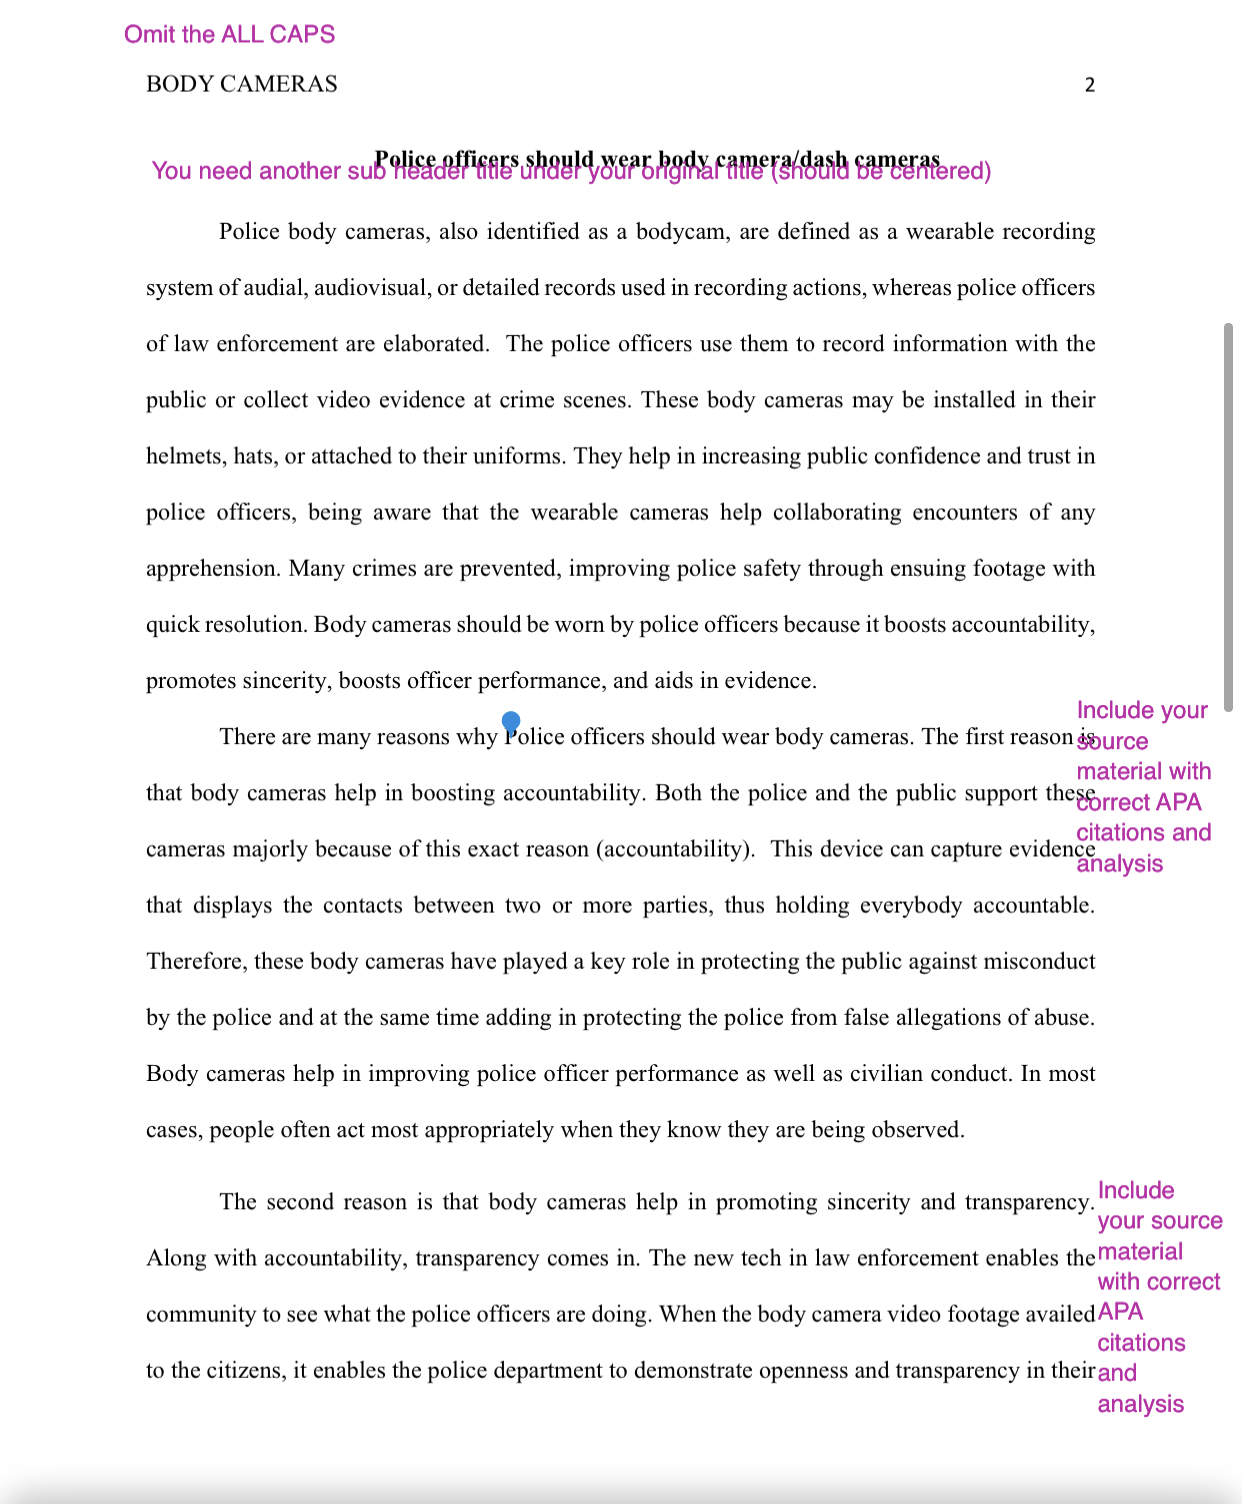 Omit the ALL CAPS
BODY CAMERAS 2
Police officers should wear body camera/dash cameras
You need another sub header title under your original title (should be centered)
Police body cameras, also identified as a bodycam, are defined as a wearable recording
system of audial, audiovisual, or detailed records used in recording actions, whereas police officers
of law enforcement are elaborated.  The police officers use them to record information with the
public or collect video evidence at crime scenes. These body cameras may be installed in their
helmets, hats, or attached to their uniforms. They help in increasing public confidence and trust in
police officers, being aware that the wearable cameras help collaborating encounters of any
apprehension. Many crimes are prevented, improving police safety through ensuing footage with
quick resolution. Body cameras should be worn by police officers because it boosts accountability,
promotes sincerity, boosts officer performance, and aids in evidence.
There are many reasons why Police officers should wear body cameras. The first reason is
that body cameras help in boosting accountability. Both the police and the public support these
cameras majorly because of this exact reason (accountability).  This device can capture evidence
that displays the contacts between two or more parties, thus holding everybody accountable.
Therefore, these body cameras have played a key role in protecting the public against misconduct
by the police and at the same time adding in protecting the police from false allegations of abuse.
Body cameras help in improving police officer performance as well as civilian conduct. In most
cases, people often act most appropriately when they know they are being observed.
Include your
source
material with
correct APA
citations and
analysis
The second reason is that body cameras help in promoting sincerity and transparency.
Along with accountability, transparency comes in. The new tech in law enforcement enables the
community to see what the police officers are doing. When the body camera video footage availed
to the citizens, it enables the police department to demonstrate openness and transparency in their
Include
your source
material
with correct
APA
citations
and
analysis